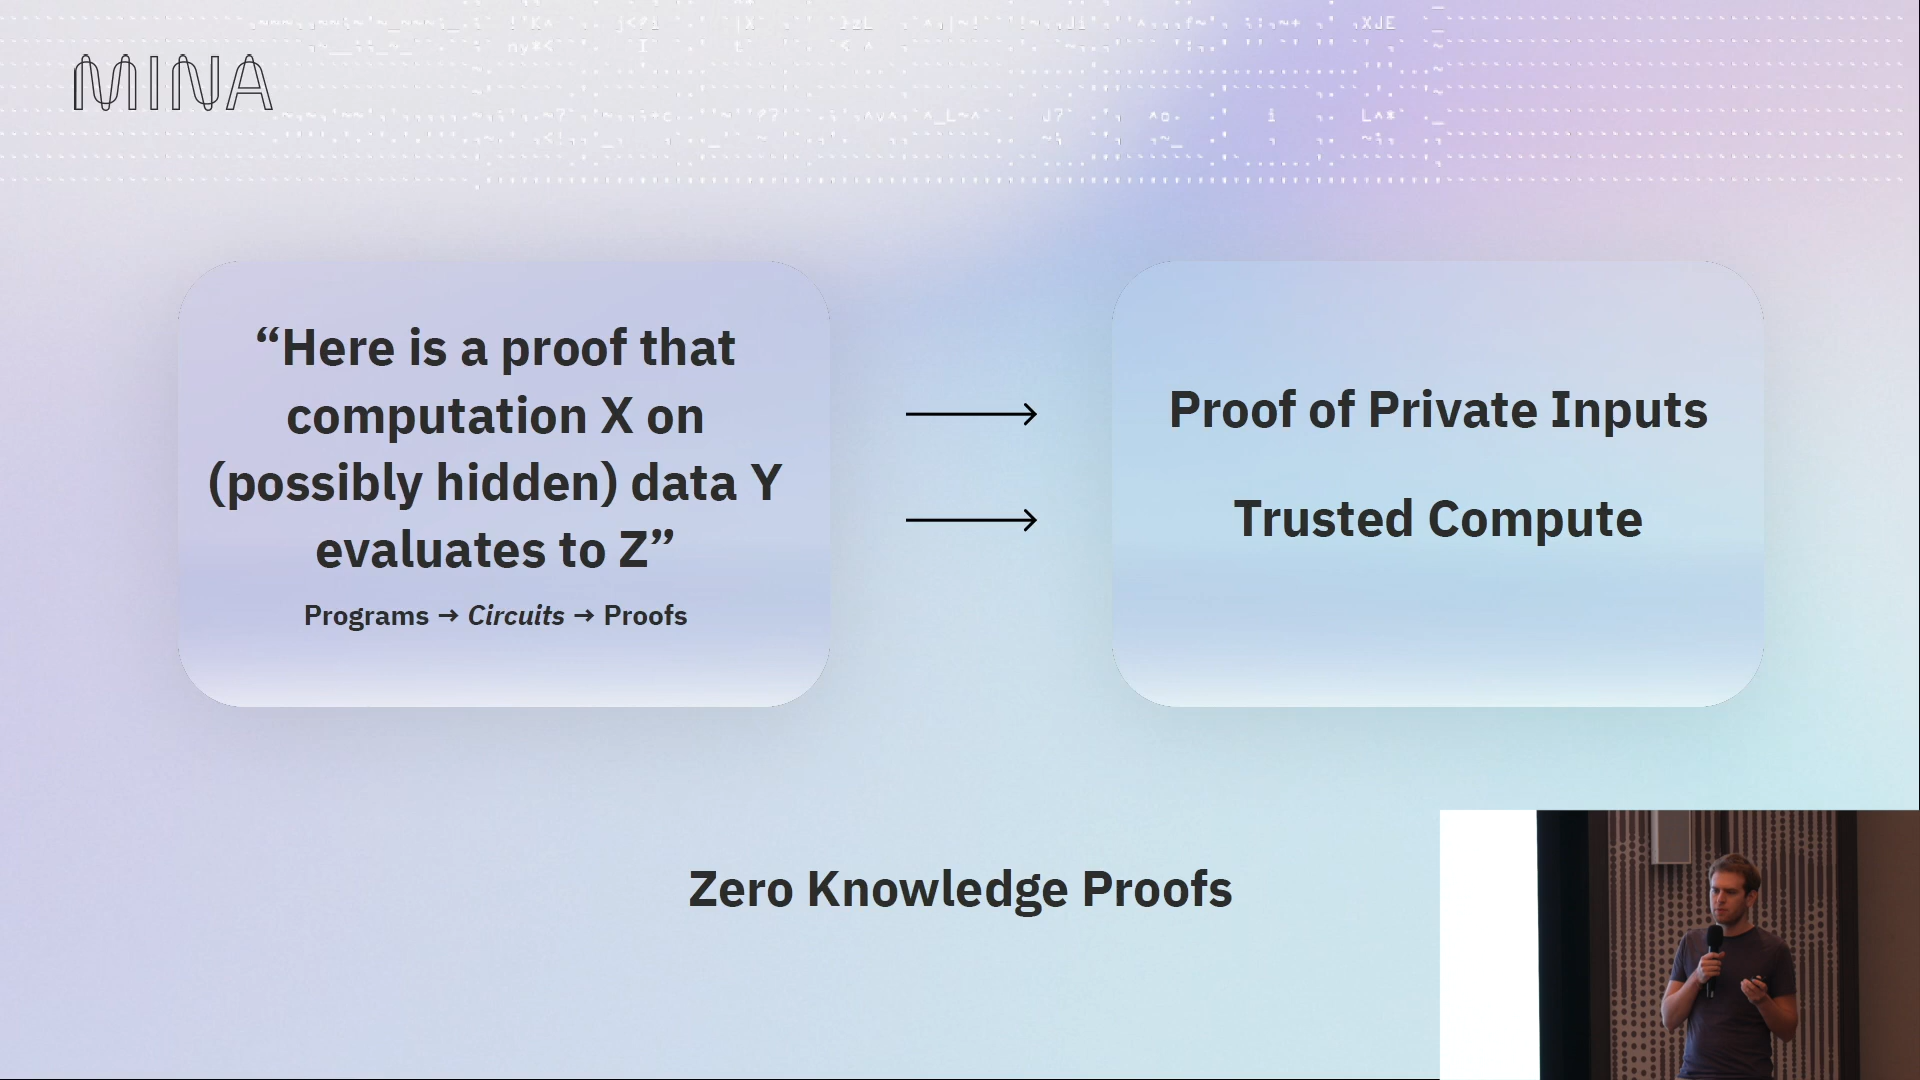 MINA
“Here is a proof that
computation X on
(possibly hidden) data Y
evaluates to Z”
Programs → Circuits → Proofs
Proof of Private Inputs
Trusted Compute
Zero Knowledge Proofs